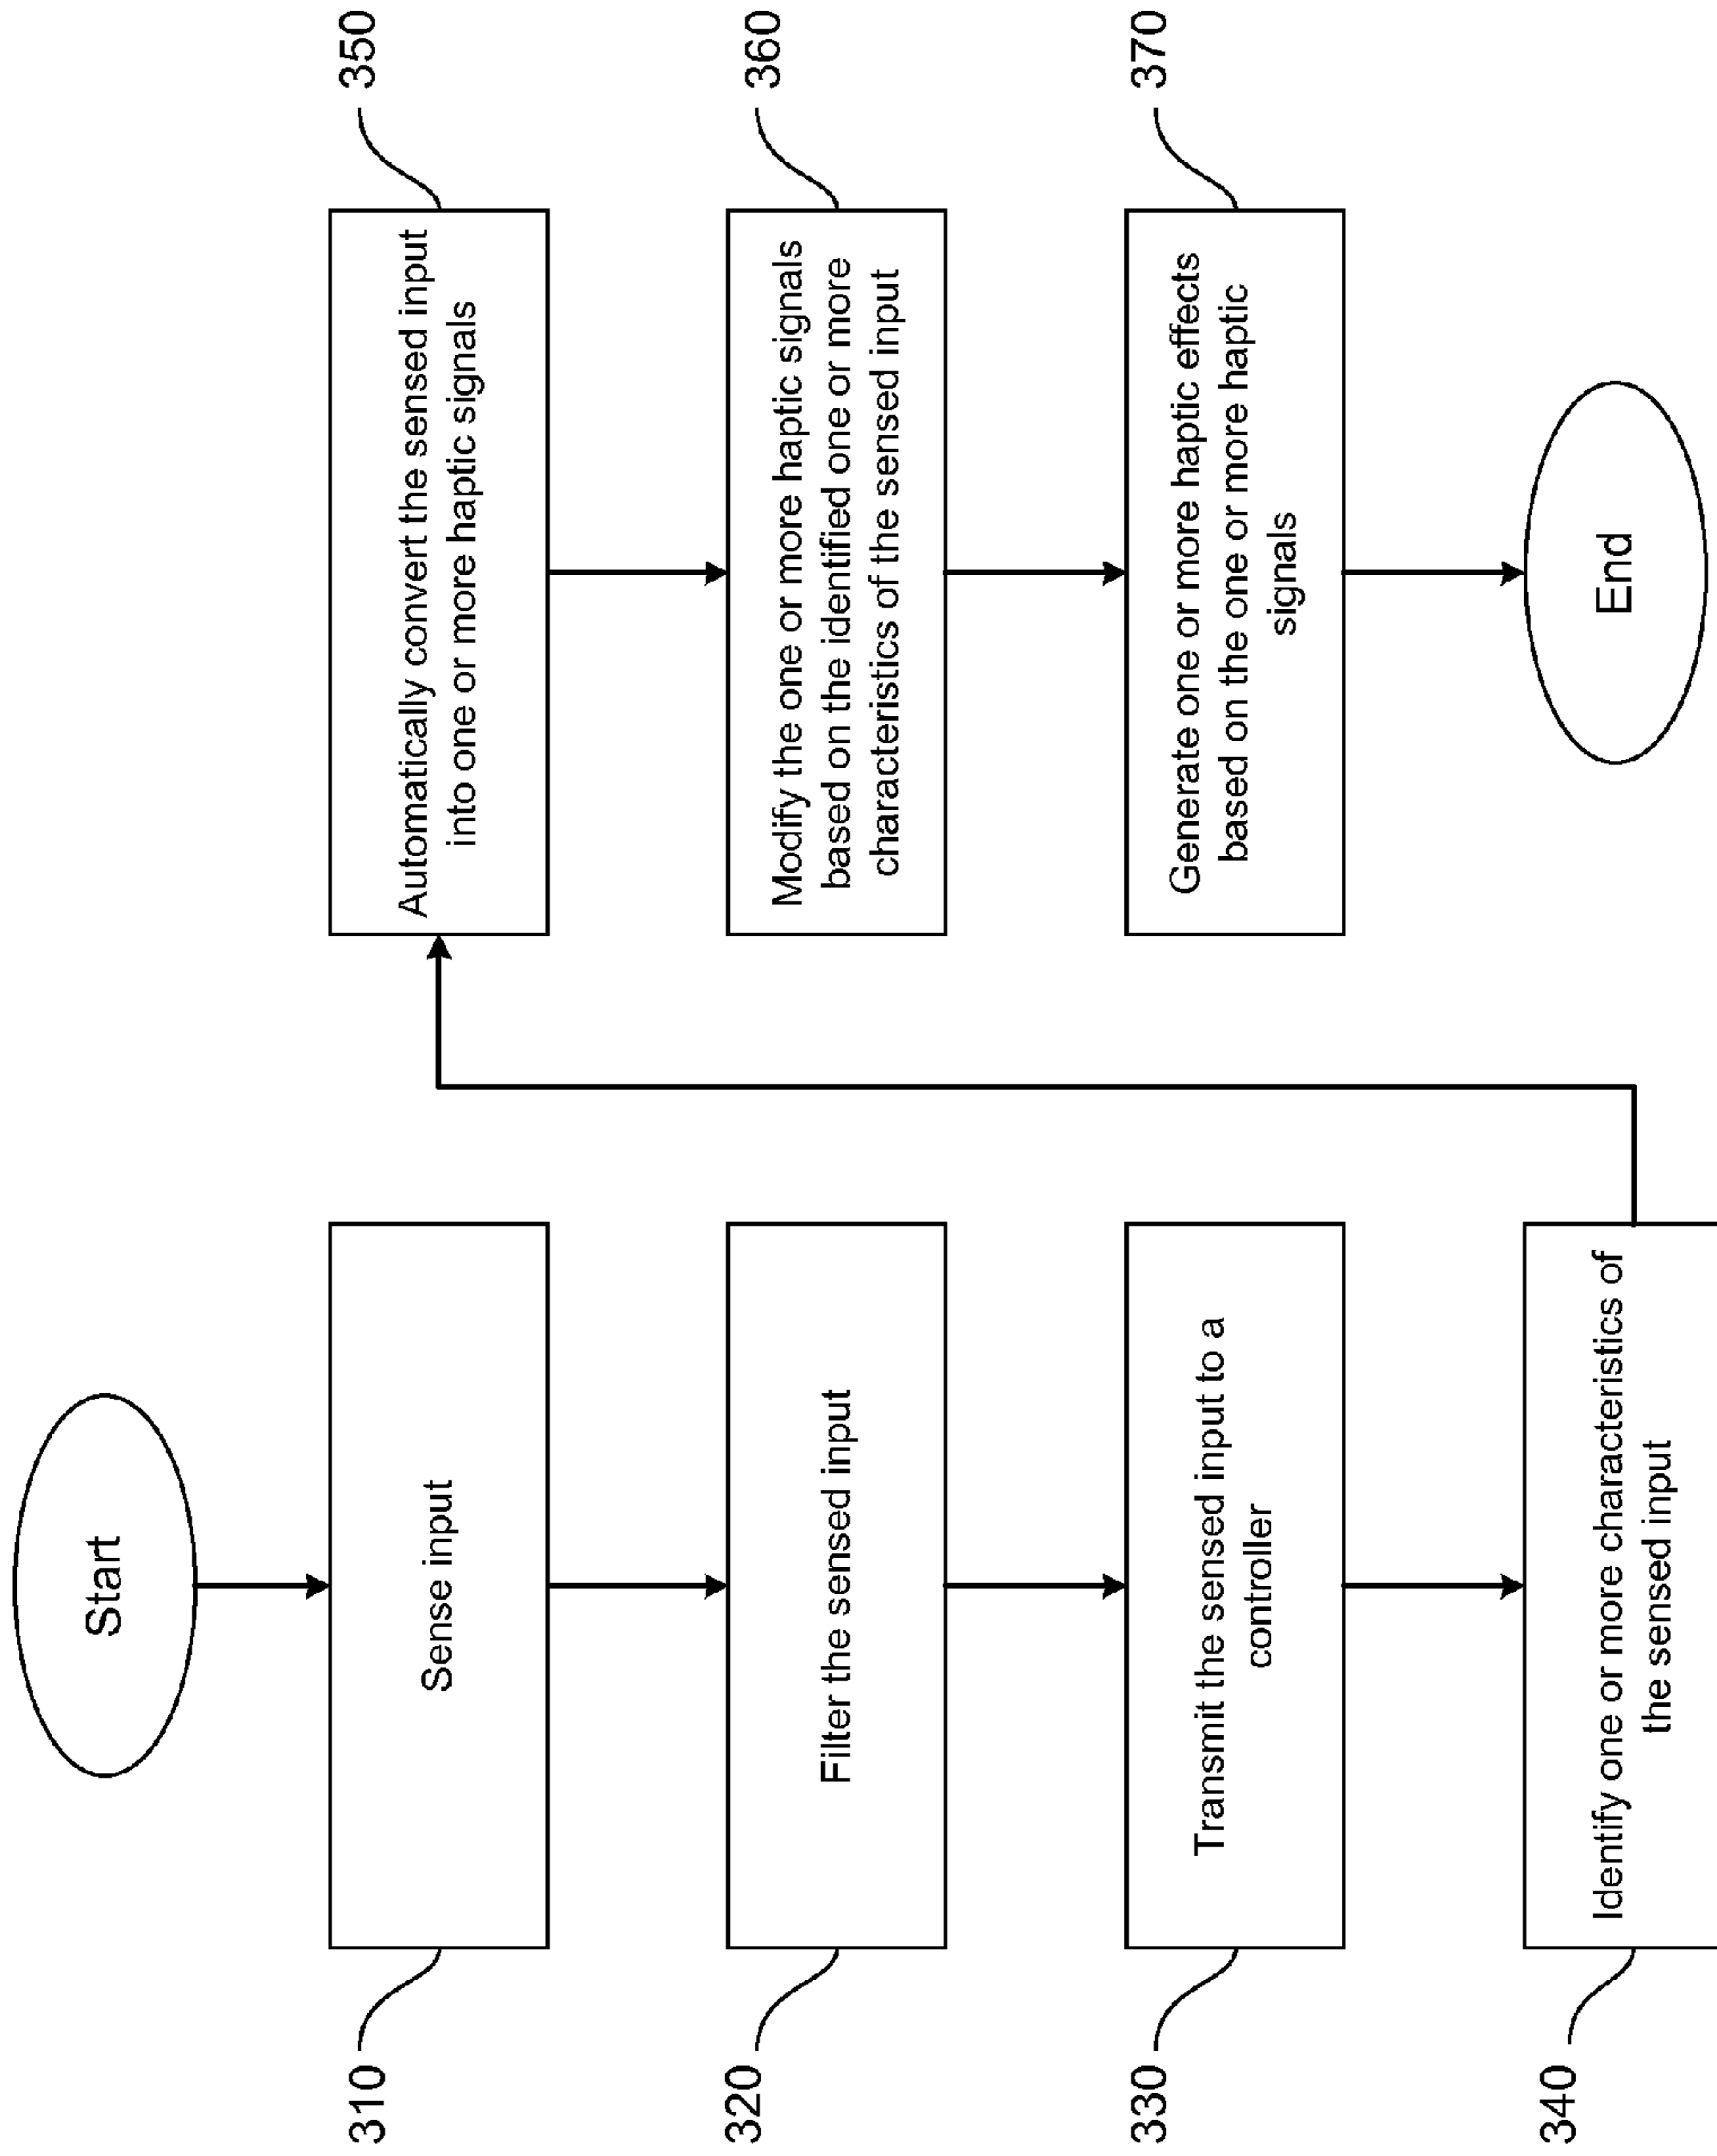 Start
310
Sense input
320
Filter the sensed input
330
Transmit the sensed input to a
controller
340
Identify one or more characteristics of
the sensed input
350
Automatically convert the sensed input
into one or more haptic signals
360
Modify the one or more haptic signals
based on the identified one or more
characteristics of the sensed input
370
Generate one or more haptic effects
based on the one or more haptic
signals
End